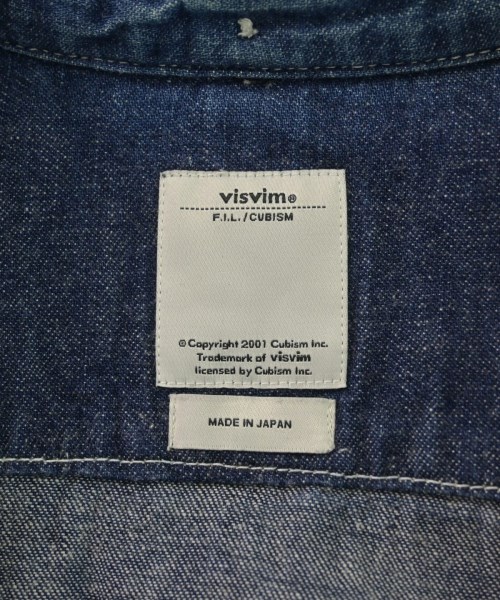 visvim®
F.I.L./CUBISM
© Copyright 2001 Cubism Inc.
Trademark of visvim
licensed by Cubism Inc.
MADE IN JAPAN